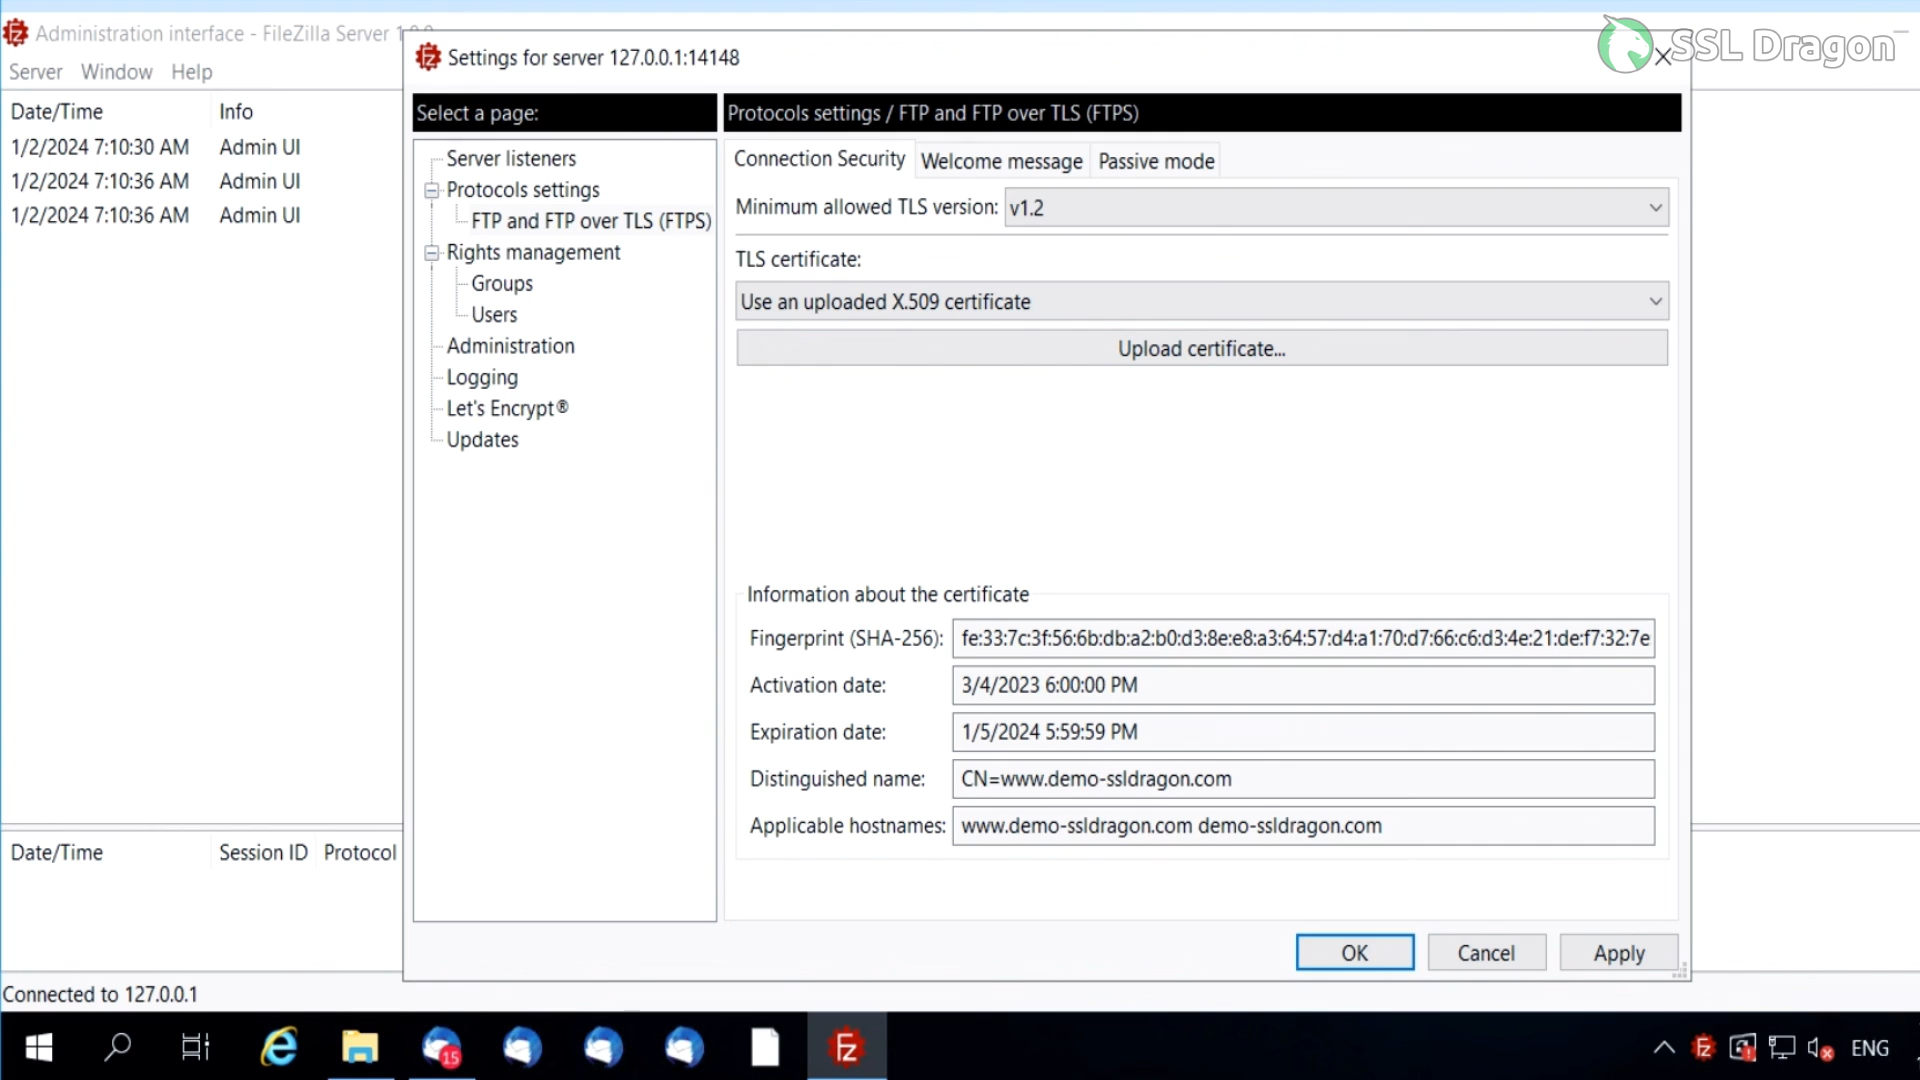 Administration interface - FileZilla Server
SSL Dragon
Settings for server 127.0.0.1:14148
Server Window Help
Date/Time Info
1/2/2024 7:10:30 AM Admin UI
1/2/2024 7:10:36 AM Admin UI
1/2/2024 7:10:36 AM Admin UI
Select a page:
Server listeners
Protocols settings
FTP and FTP over TLS (FTPS)
Rights management
Groups
Users
Administration
Logging
Let's Encrypt®
Updates
Protocols settings / FTP and FTP over TLS (FTPS)
Connection Security Welcome message Passive mode
Minimum allowed TLS version: v1.2
TLS certificate:
Use an uploaded X.509 certificate
Upload certificate...
Information about the certificate
Fingerprint (SHA-256): fe:33:7c:3f:56:6b:db:a2:b0:d3:8e:e8:a3:64:57:d4:a1:70:d7:66:c6:d3:4e:21:de:f7:32:7e
Activation date: 3/4/2023 6:00:00 PM
Expiration date: 1/5/2024 5:59:59 PM
Distinguished name: CN=www.demo-ssldragon.com
Applicable hostnames: www.demo-ssldragon.com demo-ssldragon.com
Date/Time Session ID Protocol
OK Cancel Apply
Connected to 127.0.0.1
15
ENG